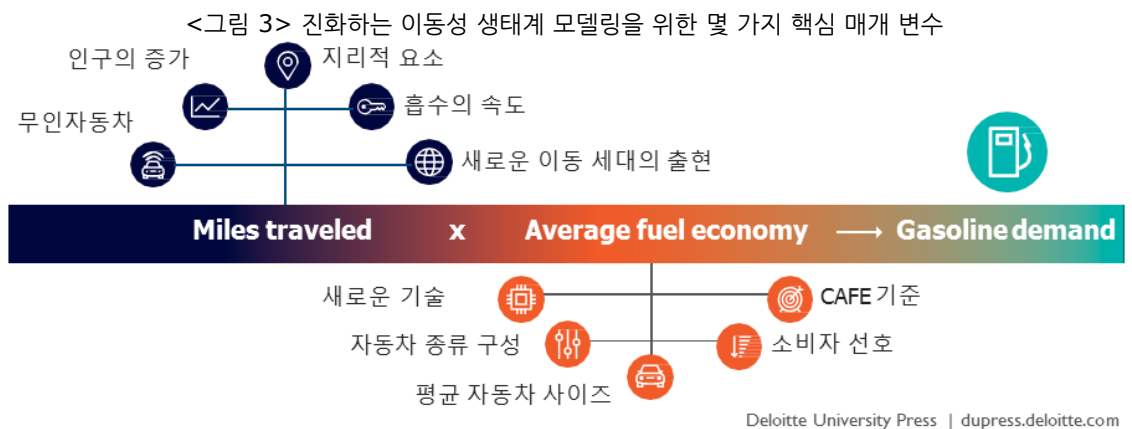 <그림 3> 진화하는 이동성 생태계 모델링을 위한 몇 가지 핵심 매개 변수
인구의 증가
지리적 요소
무인자동차
흡수의 속도
새로운 이동 세대의 출현
Miles traveled x Average fuel economy → Gasoline demand
새로운 기술
CAFE 기준
자동차 종류 구성
소비자 선호
평균 자동차 사이즈
Deloitte University Press | dupress.deloitte.com